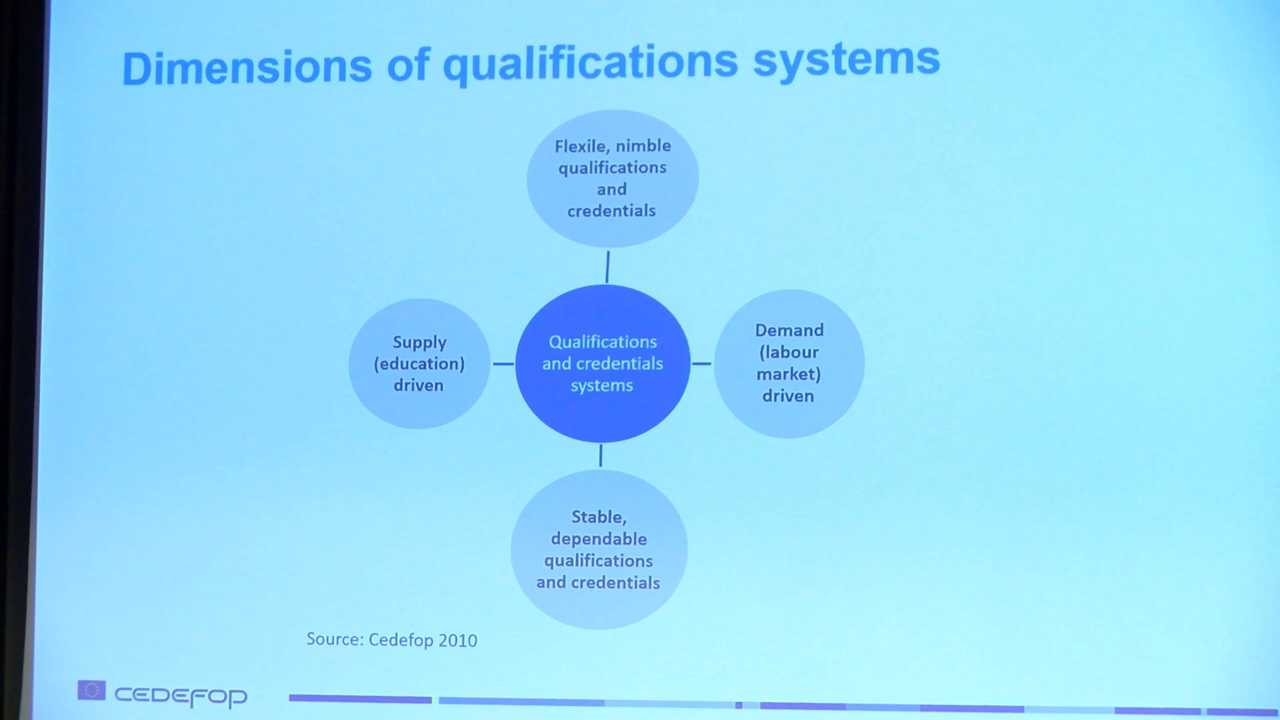 Dimensions of qualifications systems
Flexile, nimble
qualifications
and
credentials
Supply
(education)
driven
Qualifications
and credentials
systems
Demand
(labour
market)
driven
Stable,
dependable
qualifications
and credentials
Source: Cedefop 2010
CEDEFOP